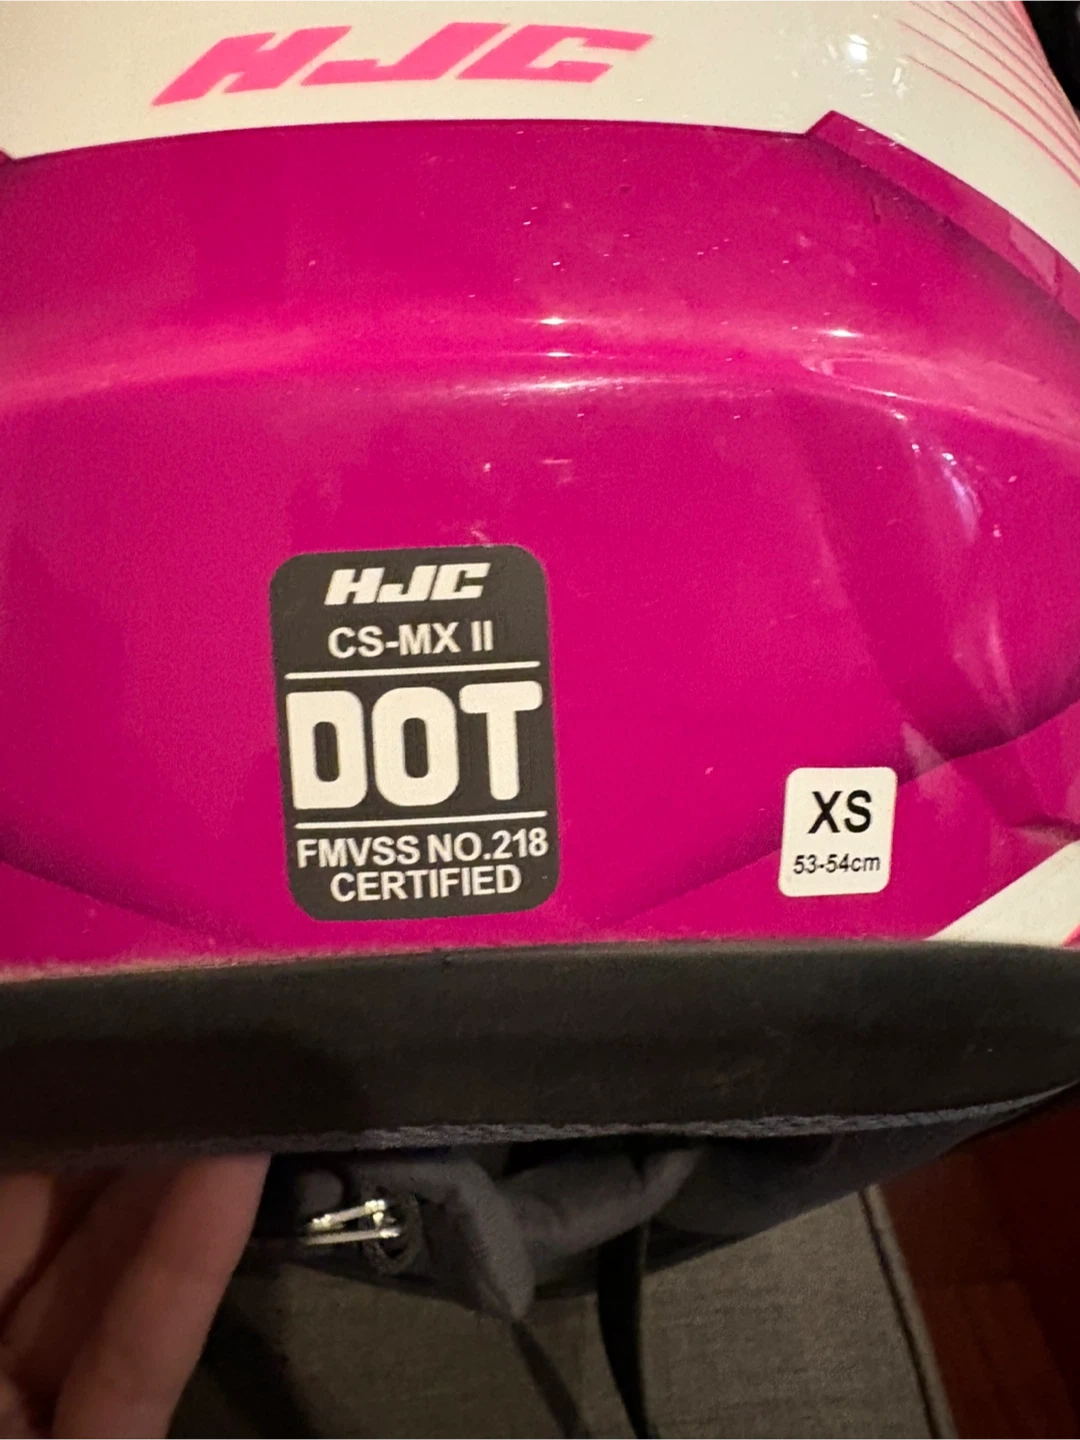 HJC
HJC
CS-MX II
DOT
FMVSS NO.218
CERTIFIED
XS
53-54cm